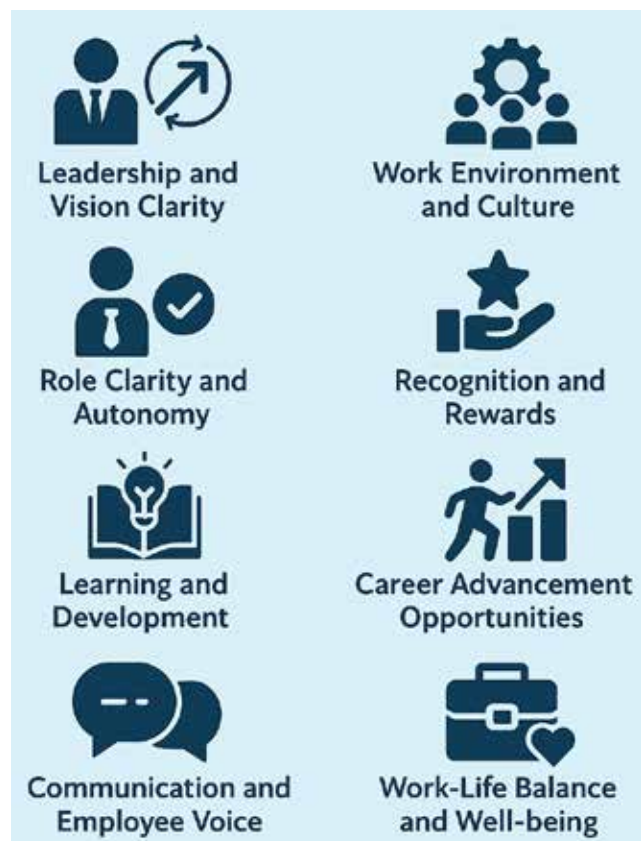 Leadership and
Vision Clarity
Work Environment
and Culture
Role Clarity and
Autonomy
Recognition and
Rewards
Learning and
Development
Career Advancement
Opportunities
Communication and
Employee Voice
Work-Life Balance
and Well-being